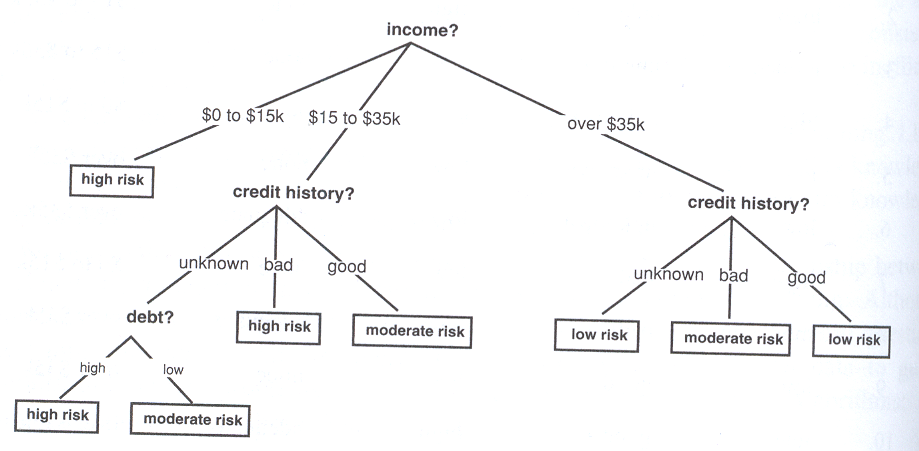 income?
$0 to $15k
$15 to $35k
over $35k
high risk
credit history?
credit history?
unknown
bad
good
unknown
bad
good
debt?
high risk
moderate risk
low risk
moderate risk
low risk
high
low
high risk
moderate risk